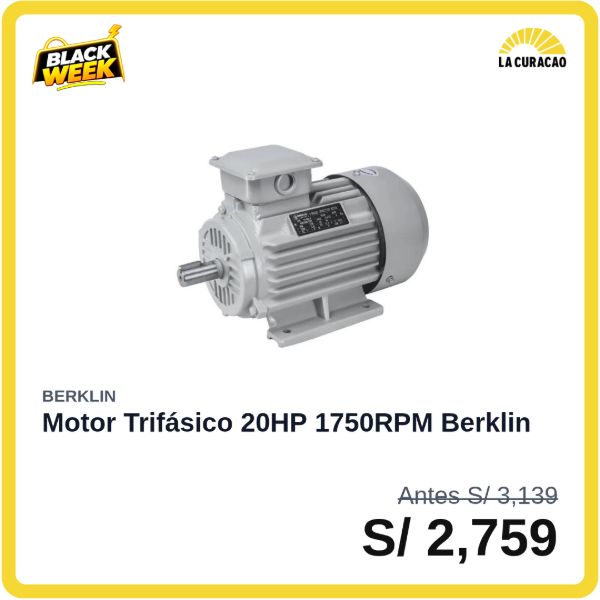 BLACK
WEEK
LA CURACAO
BERKLIN
Motor Trifásico 20HP 1750RPM Berklin
Antes S/ 3,139
S/ 2,759